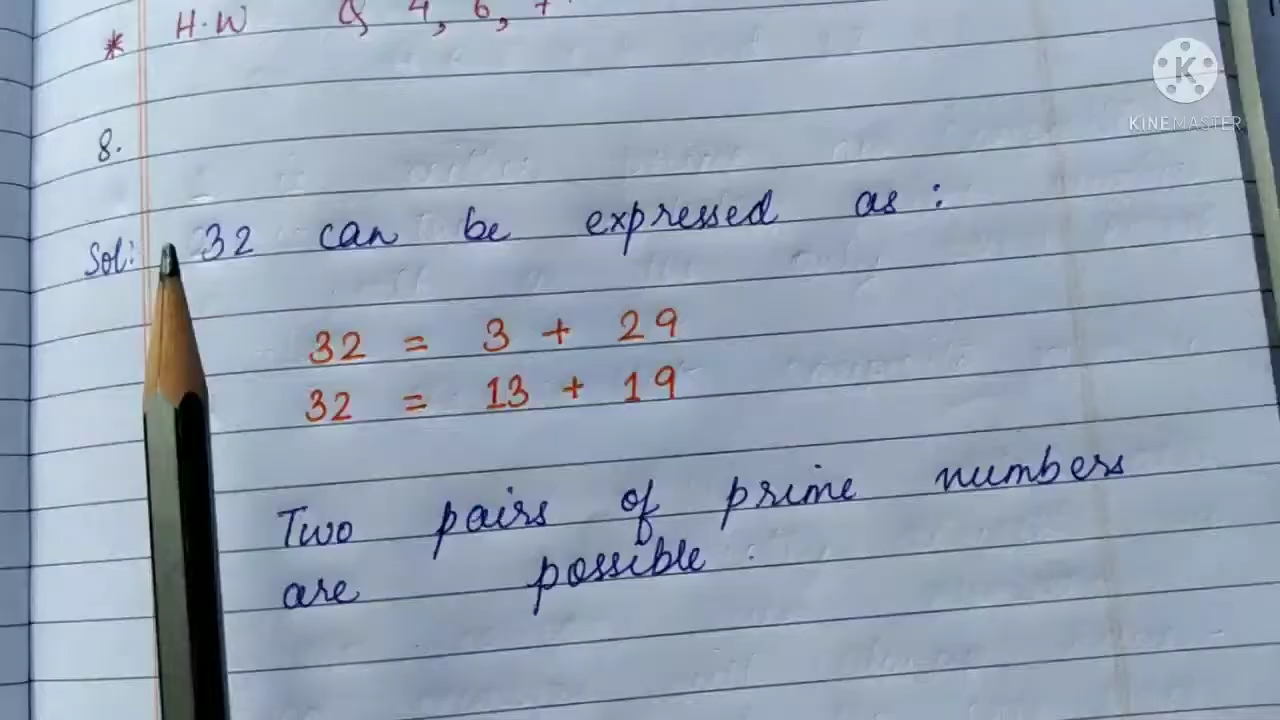 * H.W Q 4, 6, 7
KINEMASTER
8.
Sol: 32 can be expressed as :
32 = 3 + 29
32 = 13 + 19
Two pairs of prime numbers
are possible.